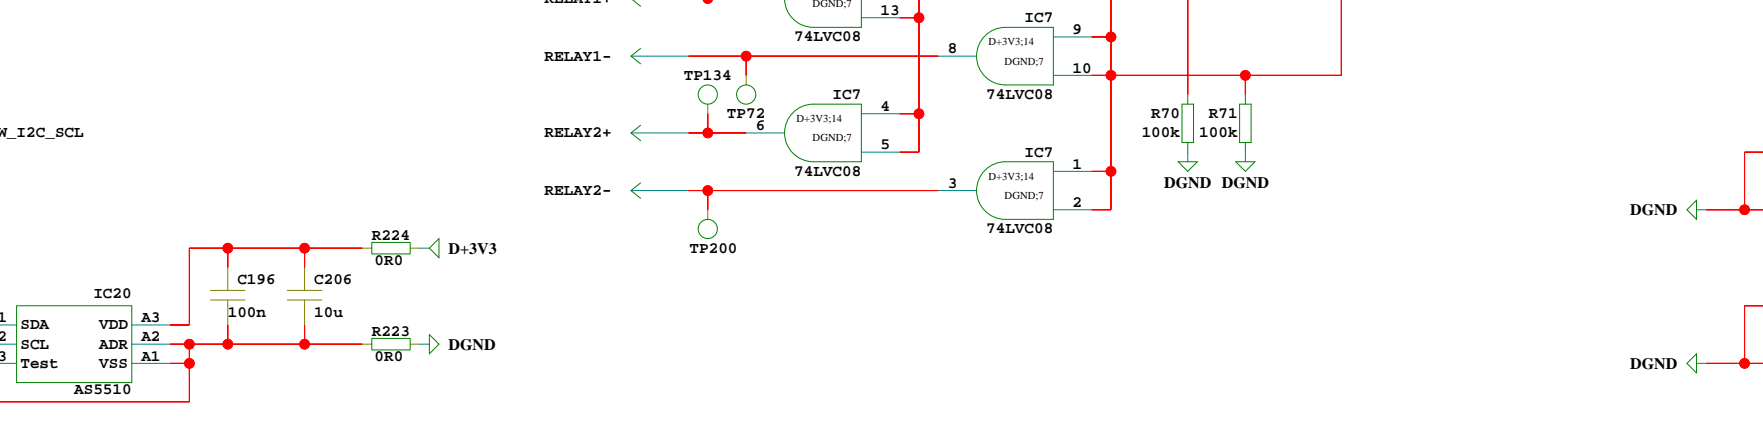 DGND;7
13
74LVC08
IC7
RELAY1-
8
D+3V3;14
9
DGND;7
10
74LVC08
TP134
TP72
IC7
RELAY2+
6
D+3V3;14
4
DGND;7
5
74LVC08
R70
100k
R71
100k
DGND
DGND
W_I2C_SCL
IC7
RELAY2-
3
D+3V3;14
1
DGND;7
2
74LVC08
TP200
DGND
R224
0R0
D+3V3
C196
100n
C206
10u
IC20
1
SDA
VDD
A3
2
SCL
ADR
A2
3
Test
VSS
A1
AS5510
R223
0R0
DGND
DGND